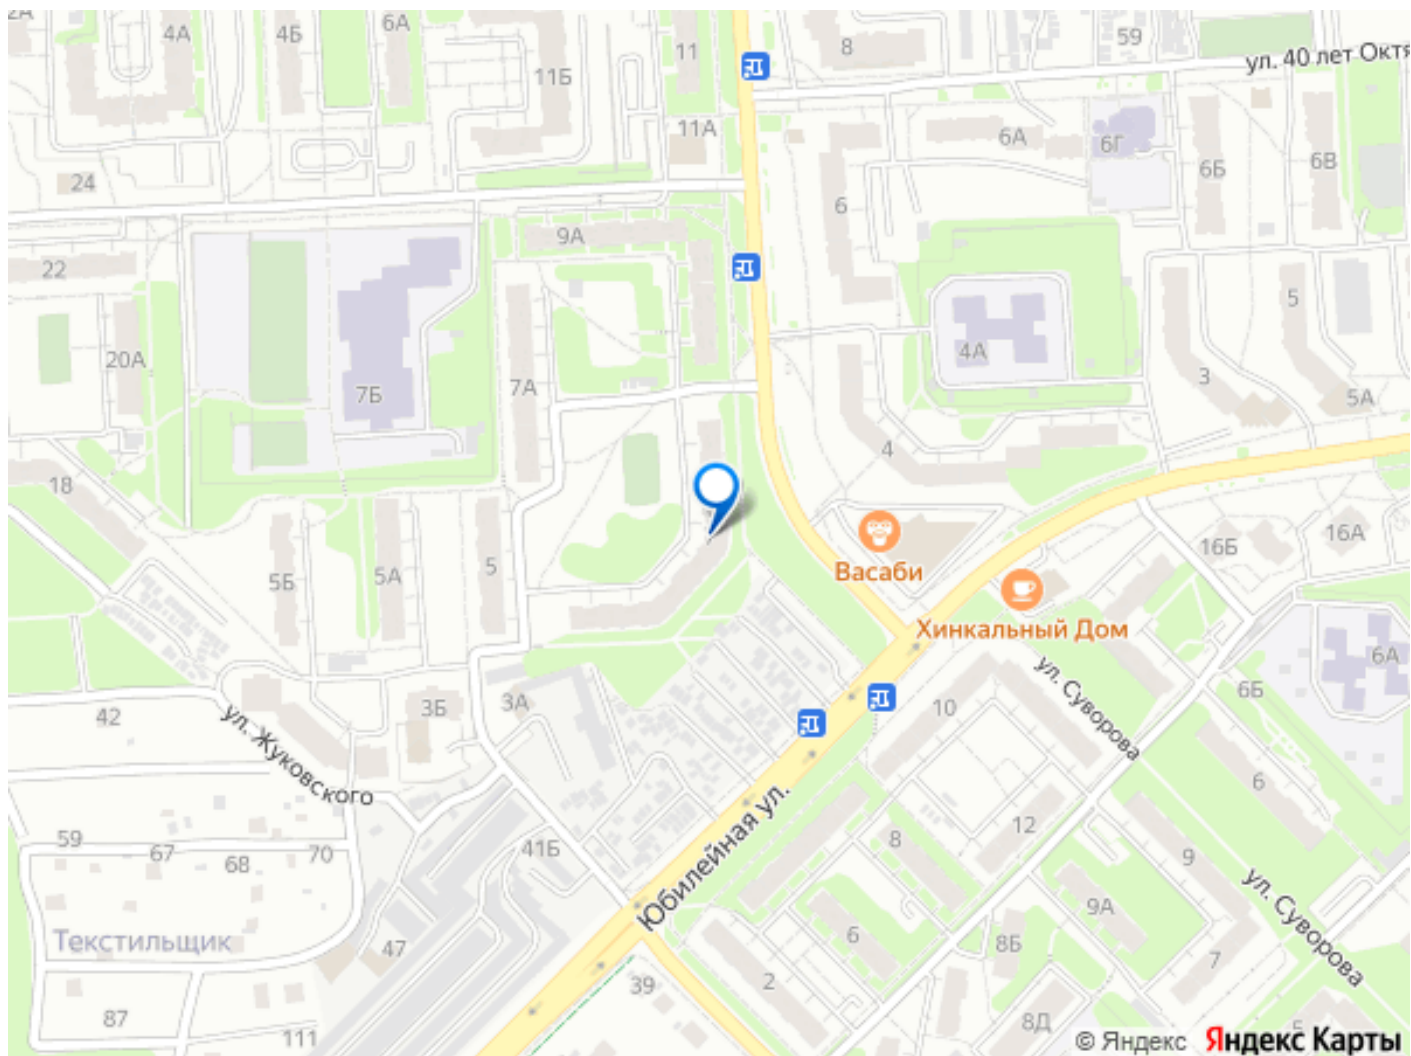 2А
4А
4Б
6А
11
8
59
ул. 40 лет Октя
11Б
11А
6А
6Г
6Б
6В
24
6
9А
22
5
20А
7Б
7А
4А
3
5А
4
18
Васаби
16Б
16А
5Б
5А
5
Хинкальный Дом
ул. Суворова
6А
6Б
42
ул. Жуковского
3Б
3А
10
6
59
67
68
70
41Б
Юбилейная ул.
8
12
9
ул. Суворова
9А
Текстильщик
47
6
8Б
7
39
2
87
111
8Д
5
© Яндекс Яндекс Карты